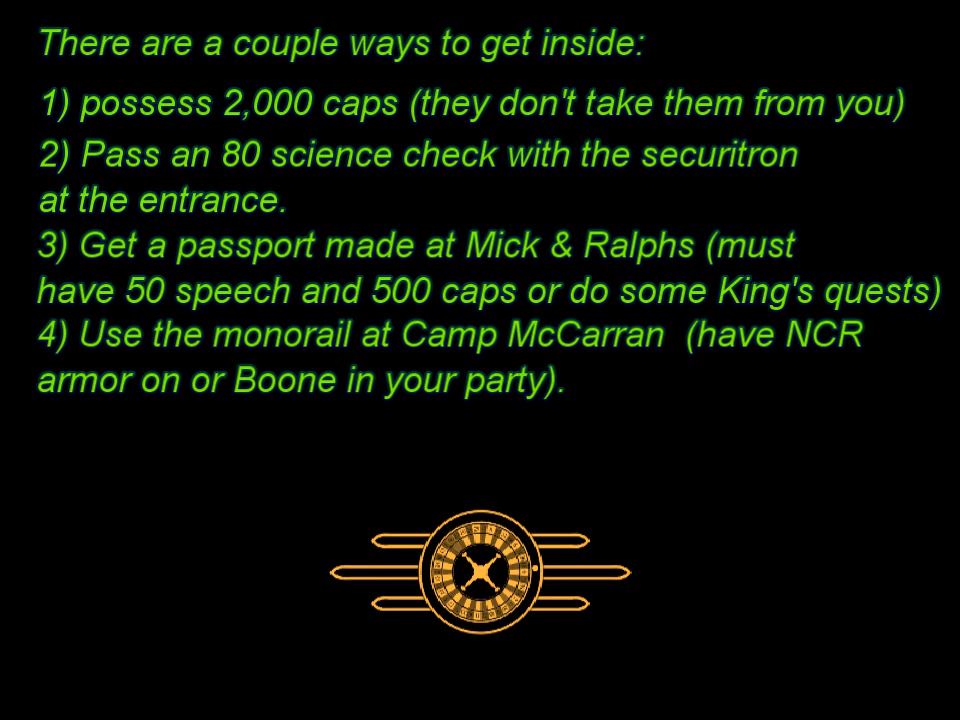 There are a couple ways to get inside:
1) possess 2,000 caps (they don't take them from you)
2) Pass an 80 science check with the securitron
at the entrance.
3) Get a passport made at Mick & Ralphs (must
have 50 speech and 500 caps or do some King's quests)
4) Use the monorail at Camp McCarran  (have NCR
armor on or Boone in your party).